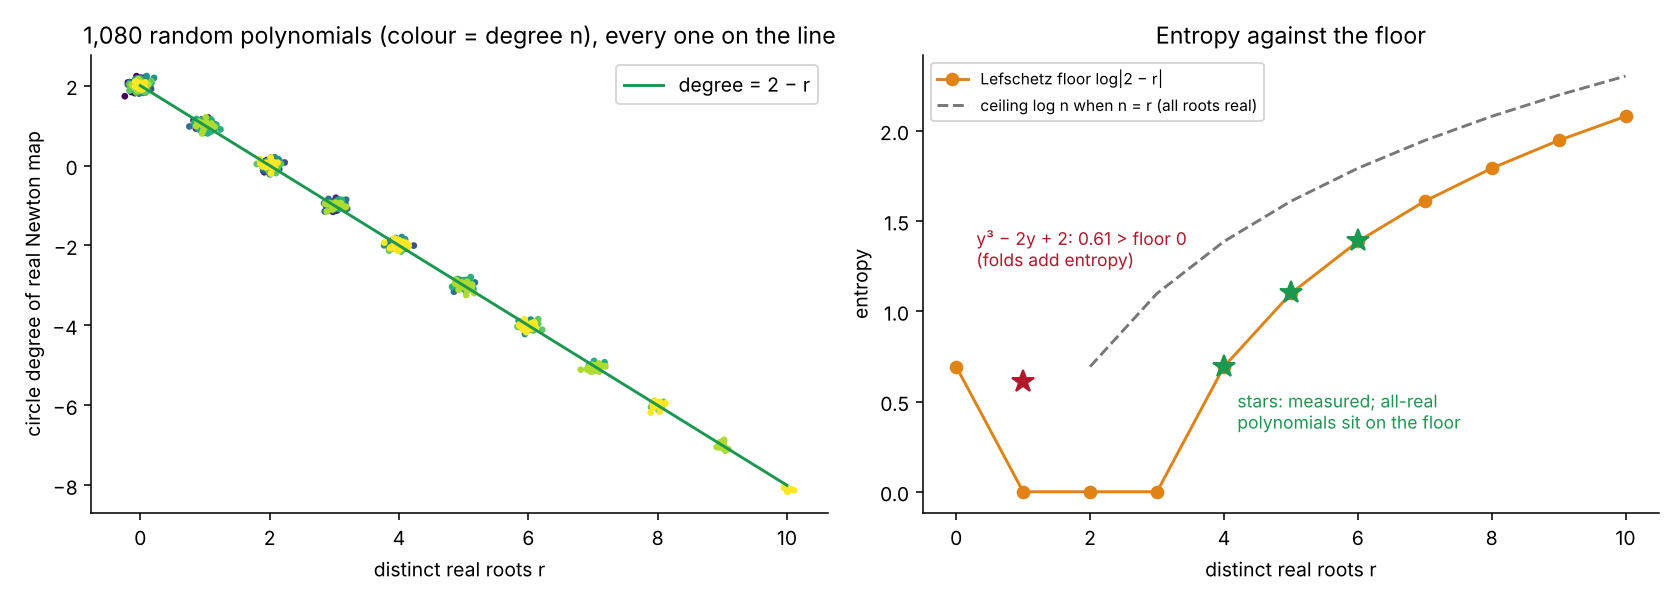 1,080 random polynomials (colour = degree n), every one on the line
degree = 2 − r
circle degree of real Newton map
2
0
−2
−4
−6
−8
0 2 4 6 8 10
distinct real roots r
Entropy against the floor
Lefschetz floor log|2 − r|
ceiling log n when n = r (all roots real)
y³ − 2y + 2: 0.61 > floor 0
(folds add entropy)
stars: measured; all-real
polynomials sit on the floor
entropy
2.0
1.5
1.0
0.5
0.0
0 2 4 6 8 10
distinct real roots r